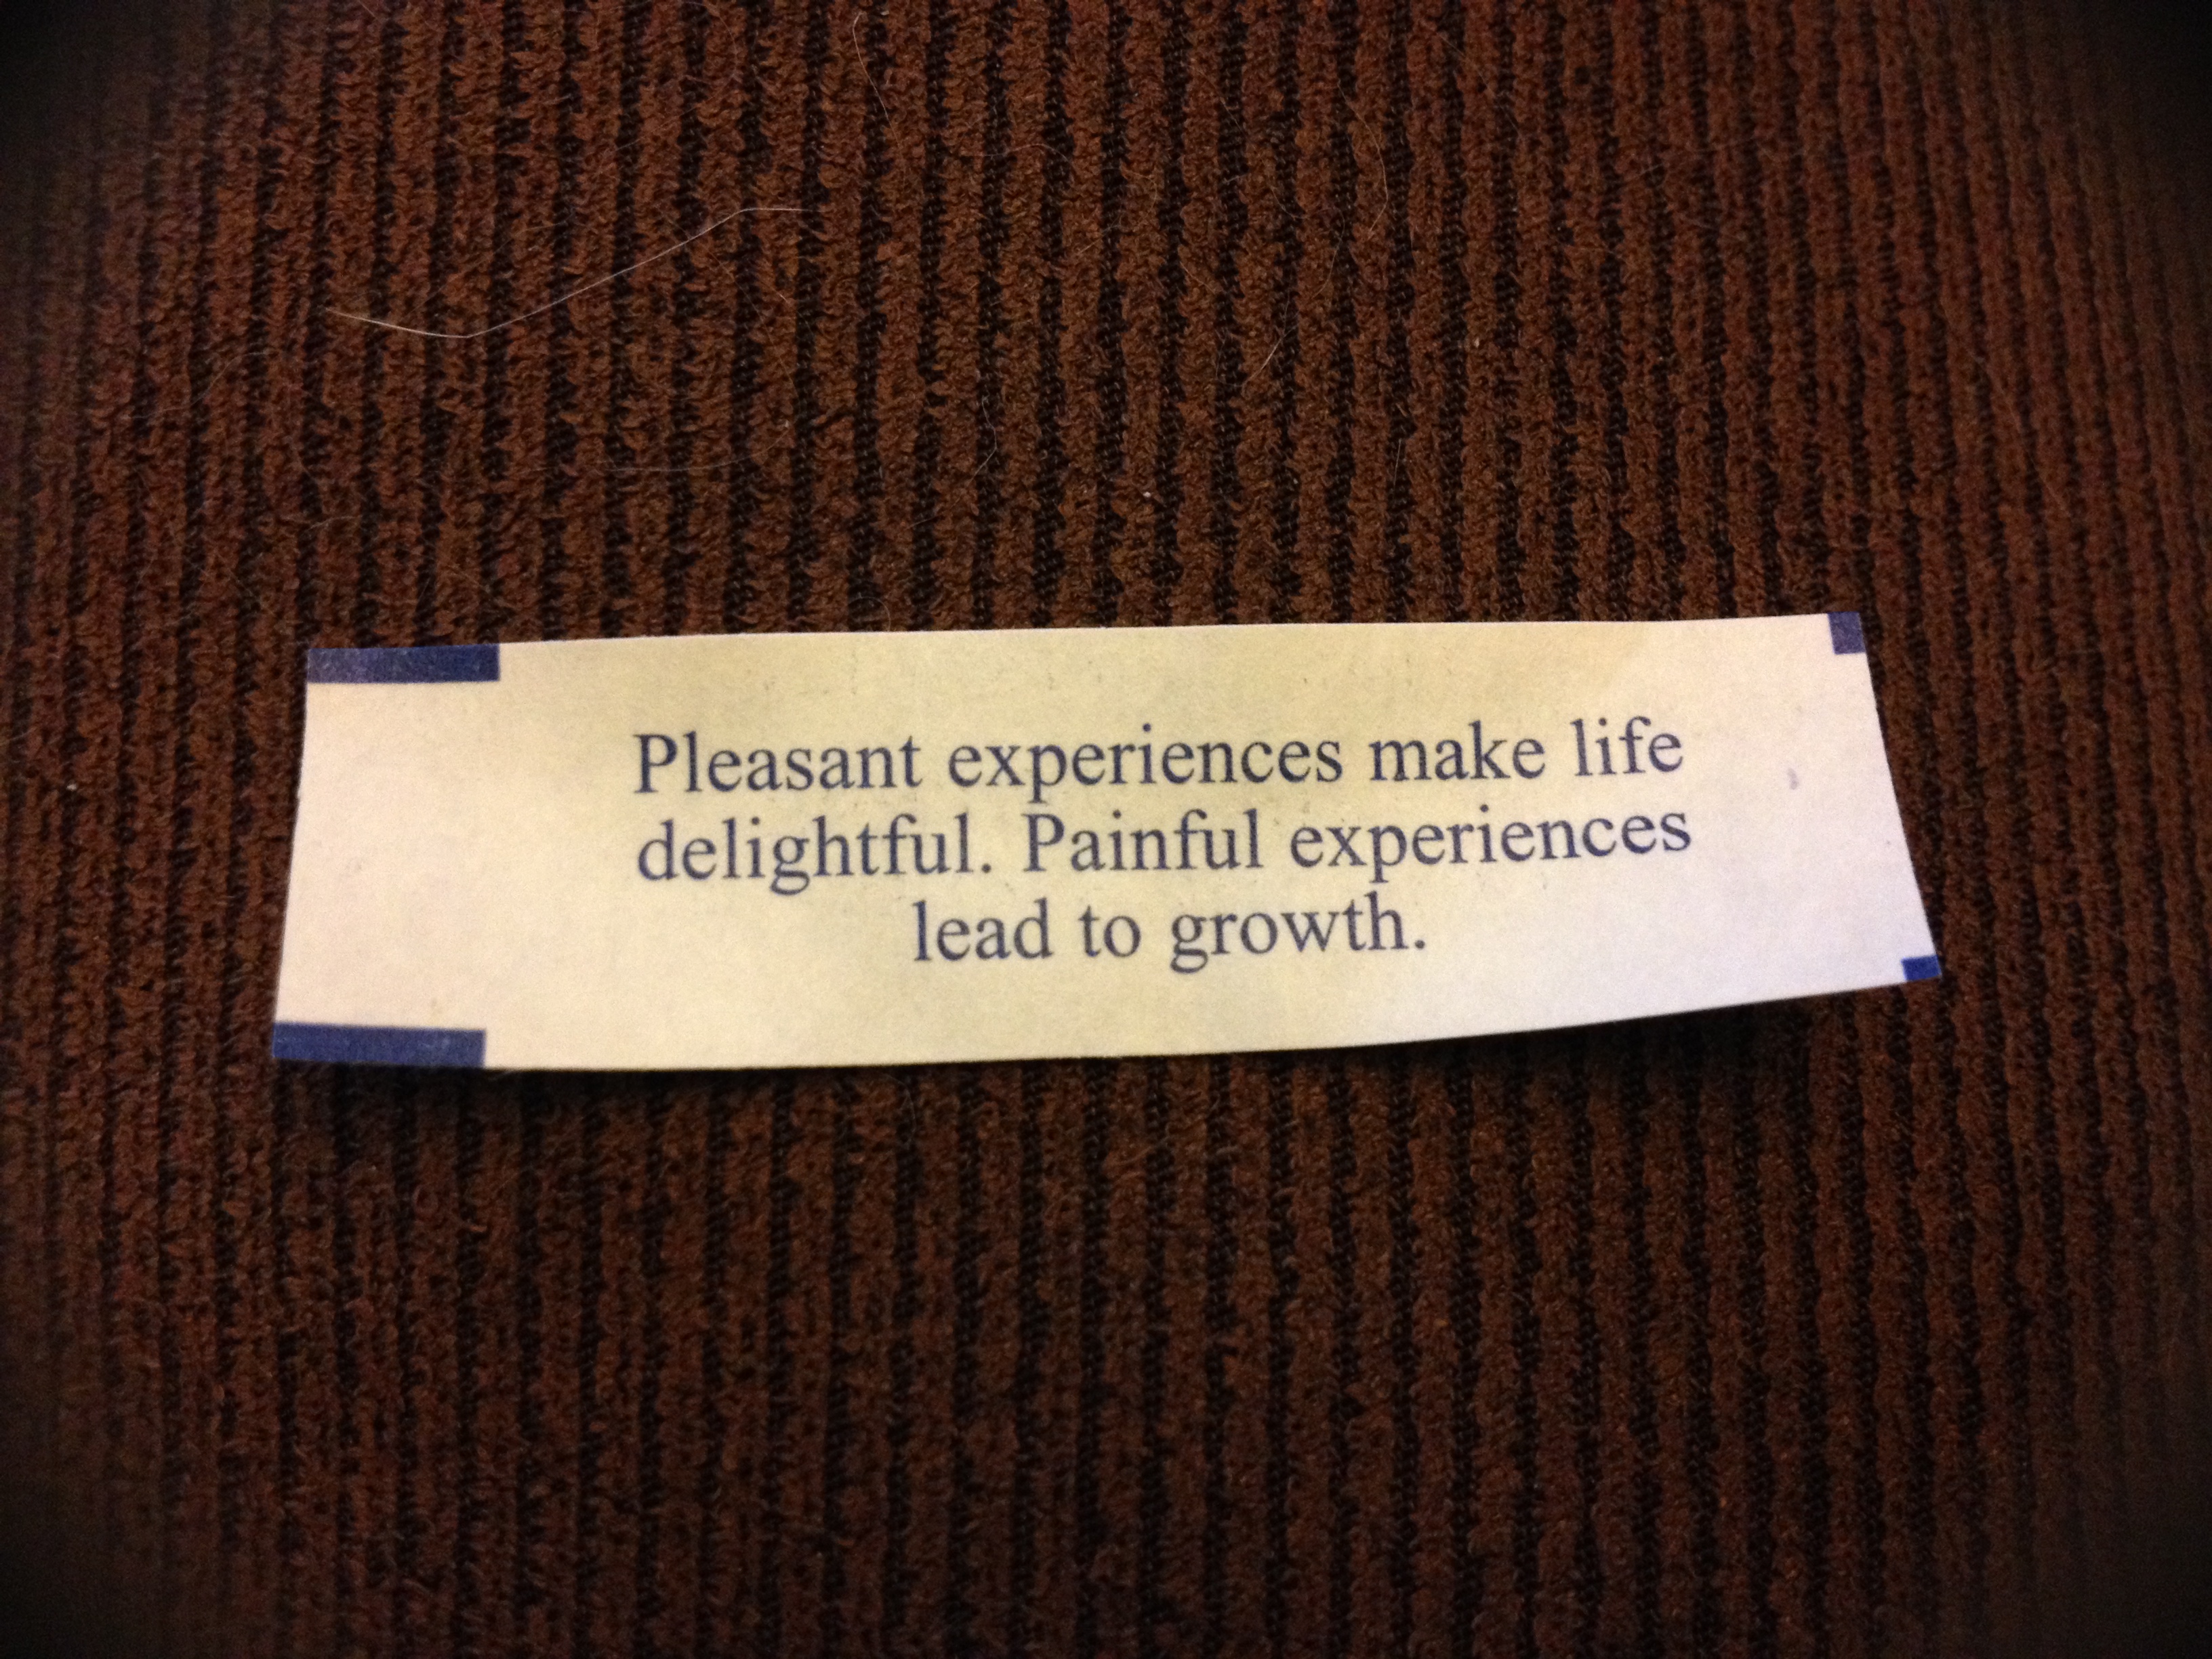 Pleasant experiences make life
delightful. Painful experiences
lead to growth.